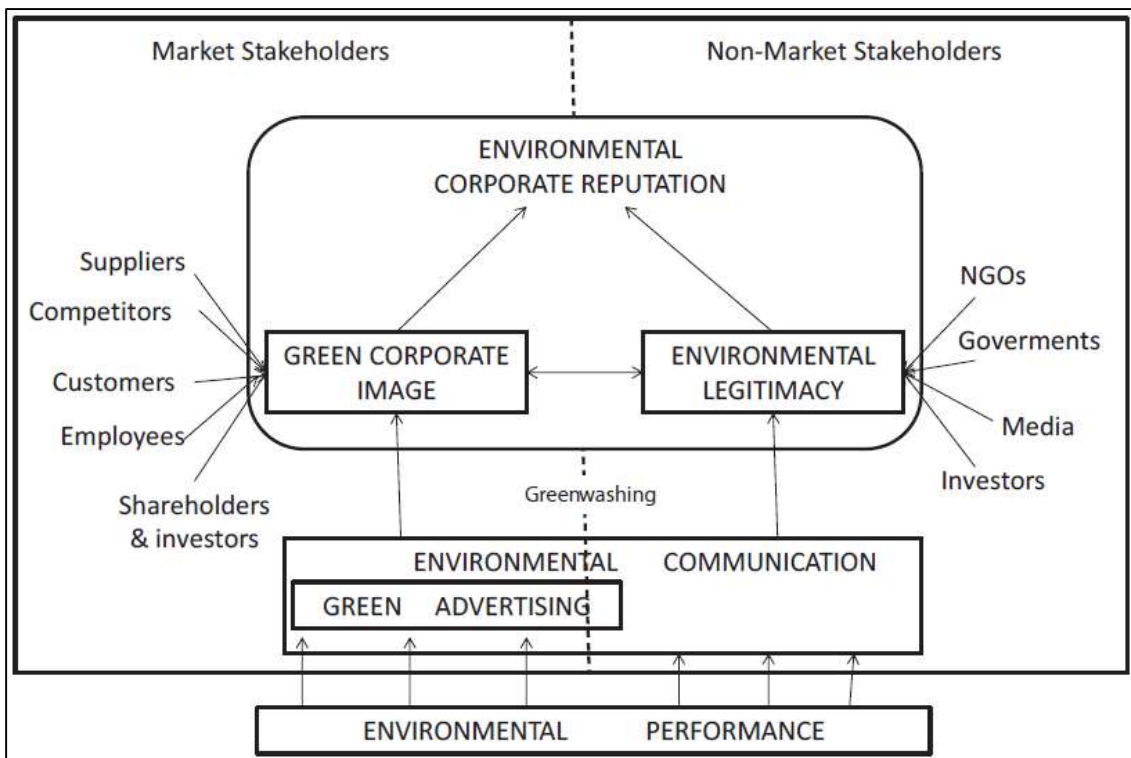 Market Stakeholders
Non-Market Stakeholders
ENVIRONMENTAL
CORPORATE REPUTATION
Suppliers
Competitors
Customers
Employees
Shareholders
& investors
GREEN CORPORATE
IMAGE
ENVIRONMENTAL
LEGITIMACY
NGOs
Goverments
Media
Investors
Greenwashing
ENVIRONMENTAL COMMUNICATION
GREEN ADVERTISING
ENVIRONMENTAL PERFORMANCE